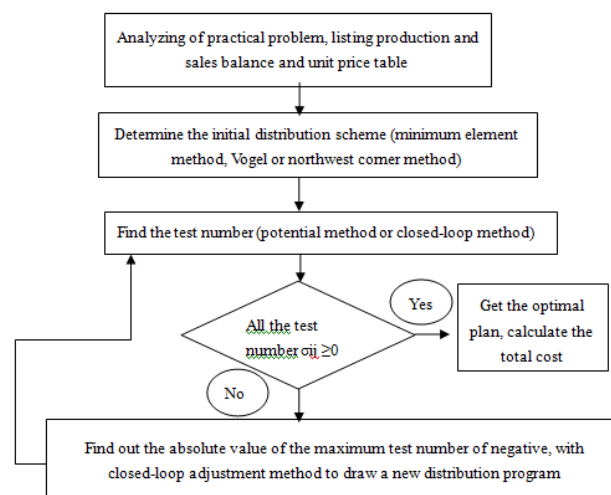 Analyzing of practical problem, listing production and
sales balance and unit price table
Determine the initial distribution scheme (minimum element
method, Vogel or northwest corner method)
Find the test number (potential method or closed-loop method)
Yes
All the test
number σij ≥0
Get the optimal
plan, calculate the
total cost
No
Find out the absolute value of the maximum test number of negative, with
closed-loop adjustment method to draw a new distribution program